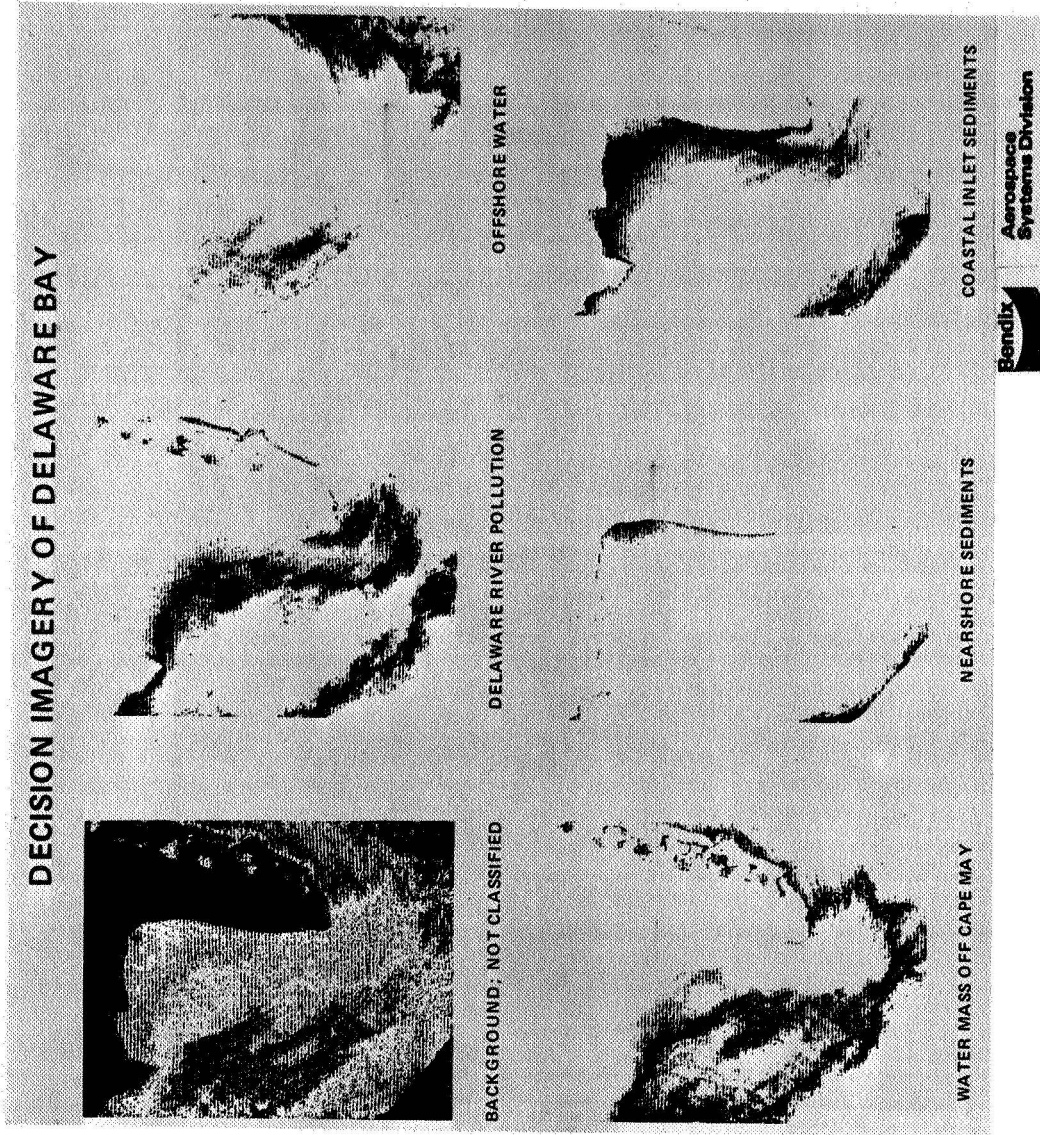 DECISION IMAGERY OF DELAWARE BAY
BACKGROUND; NOT CLASSIFIED
DELAWARE RIVER POLLUTION
OFFSHORE WATER
WATER MASS OFF CAPE MAY
NEARSHORE SEDIMENTS
COASTAL INLET SEDIMENTS
Bendix
Aerospace
Systems Division